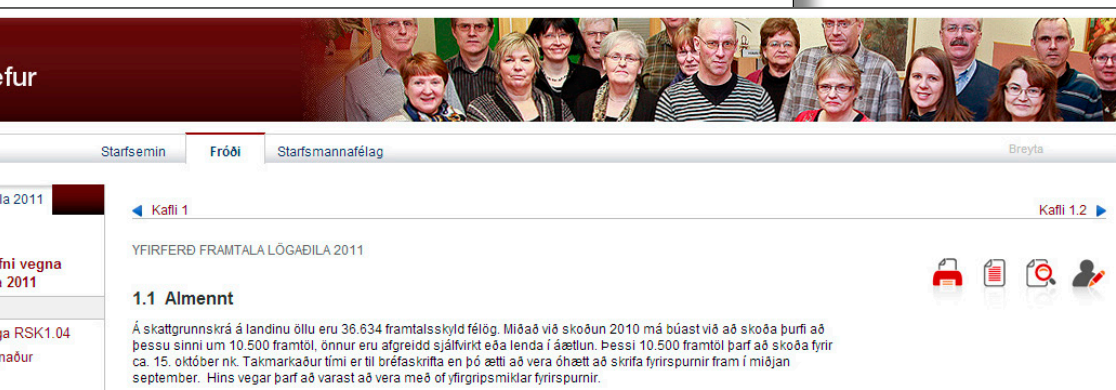 efur
Starfsemin Fróði Starfsmannafélag Breyta
la 2011
Kafli 1 Kafli 1.2
YFIRFERÐ FRAMTALA LÖGAÐILA 2011
fni vegna
2011
1.1 Almennt
ga RSK1.04
naður
Á skattgrunnskrá á landinu öllu eru 36.634 framtalsskyld félög. Miðað við skoðun 2010 má búast við að skoða þurfi að
þessu sinni um 10.500 framtöl, önnur eru afgreidd sjálfvirkt eða lenda í áætlun. Þessi 10.500 framtöl þarf að skoða fyrir
ca. 15. október nk. Takmarkaður tími er til bréfaskrifta en þó ætti að vera óhætt að skrifa fyrirspurnir fram í miðjan
september. Hins vegar þarf að varast að vera með of yfirgripsmiklar fyrirspurnir.